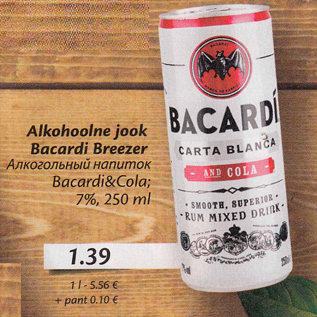 Alkohoolne jook
Bacardi Breezer
Алкогольный напиток
Bacardi&Cola;
7%, 250 ml
1.39
1 l - 5.56 €
+ pant 0.10 €
BACARDÍ
CARTA BLANCA
AND COLA
SMOOTH, SUPERIOR
RUM MIXED DRINK